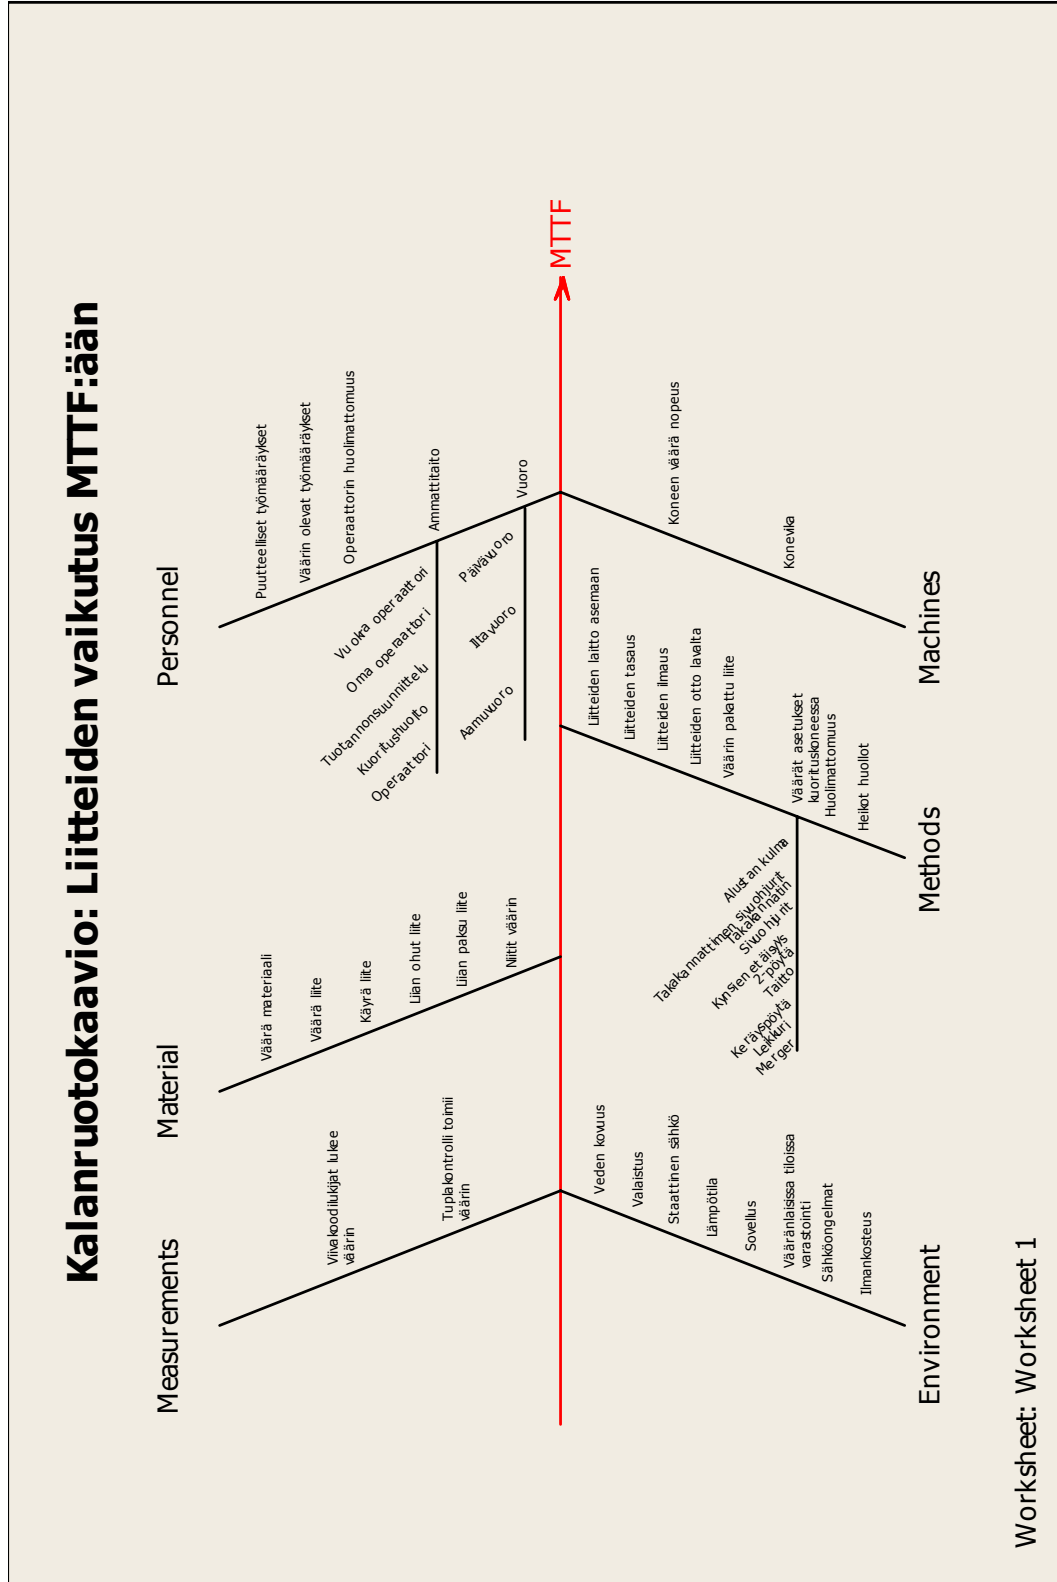 Kalanruotokaavio: Liitteiden vaikutus MTTF:ään
Measurements
Material
Personnel
Viivakoodilukijat lukee
väärin
Tuplakontrolli toimii
väärin
Väärä materiaali
Väärä liite
Käyrä liite
Liian ohut liite
Liian paksu liite
Niitit väärin
Puutteelliset työmääräykset
Väärin olevat työmääräykset
Operaattorin huolimattomuus
Ammattitaito
Vuokra operaattori
Oma operaattori
Tuotannonsuunnittelu
Kuoritushuolto
Operaattori
Vuoro
Päivävuoro
Iltavuoro
Aamuvuoro
MTTF
Veden kovuus
Valaistus
Staattinen sähkö
Lämpötila
Sovellus
Vääränlaisissa tiloissa
varastointi
Sähköongelmat
Ilmankosteus
Liitteiden laitto asemaan
Liitteiden tasaus
Liitteiden ilmaus
Liitteiden otto lavalta
Väärin pakattu liite
Väärät asetukset
kuorituskoneessa
Alustan kulma
Takakannattimen sivuohjurit
Takakannatin
Sivuohjurit
Kynsien etäisyys
2-pöytä
Taitto
Keräyspöytä
Leikkuri
Merger
Huolimattomuus
Heikot huollot
Koneen väärä nopeus
Konevika
Environment
Methods
Machines
Worksheet: Worksheet 1